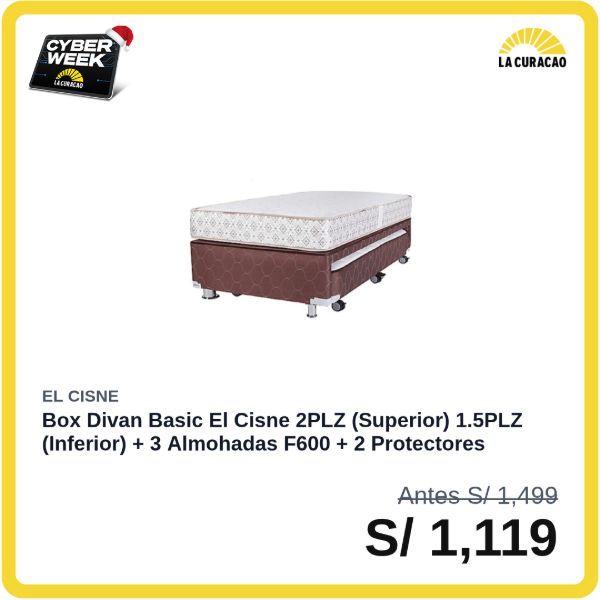 CYBER
WEEK
LA CURACAO
LA CURACAO
EL CISNE
Box Divan Basic El Cisne 2PLZ (Superior) 1.5PLZ
(Inferior) + 3 Almohadas F600 + 2 Protectores
Antes S/ 1,499
S/ 1,119